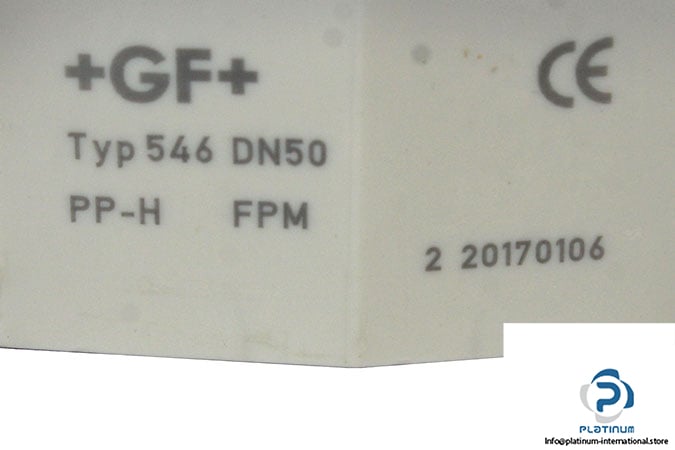 +GF+
CE
Typ 546 DN50
PP-H FPM
2 20170106
PLATINUM
Info@platinum-international.store